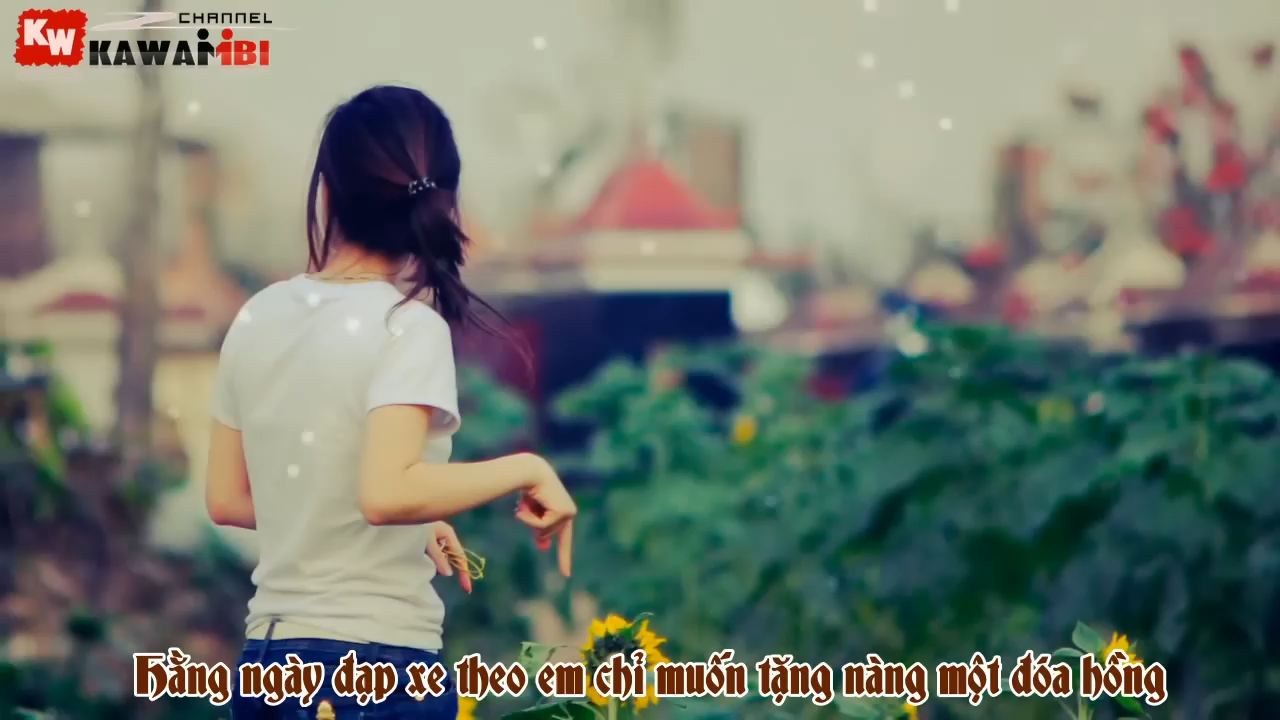 KW
CHANNEL
KAWAIIBI
Hằng ngày đạp xe theo em chỉ muốn tặng nàng một đóa hồng